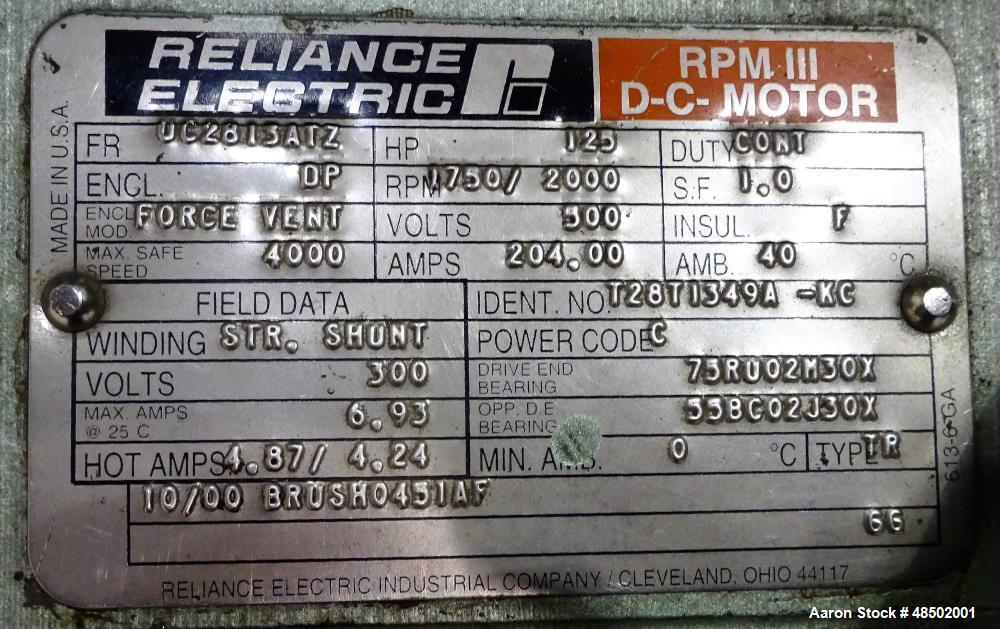 RELIANCE ELECTRIC
RPM III D-C- MOTOR
MADE IN U.S.A.
FR UC2813ATZ HP 125 DUTY CONT
ENCL. DP RPM 1750/ 2000 S.F. 1.0
ENCL. MOD. FORCE VENT VOLTS 500 INSUL. F
MAX. SAFE SPEED 4000 AMPS 204.00 AMB. 40 °C
FIELD DATA IDENT. NO. T28T1349A -KC
WINDING STR. SHUNT POWER CODE C
VOLTS 300 DRIVE END BEARING 75RU02M30X
MAX. AMPS @ 25 C 6.93 OPP. D.E. BEARING 55BC02J30X
HOT AMPS 4.87/ 4.24 MIN. AMB. 0 °C TYPE TR
10/00 BRUSH0451AF
66
RELIANCE ELECTRIC INDUSTRIAL COMPANY / CLEVELAND, OHIO 44117
Aaron Stock # 48502001